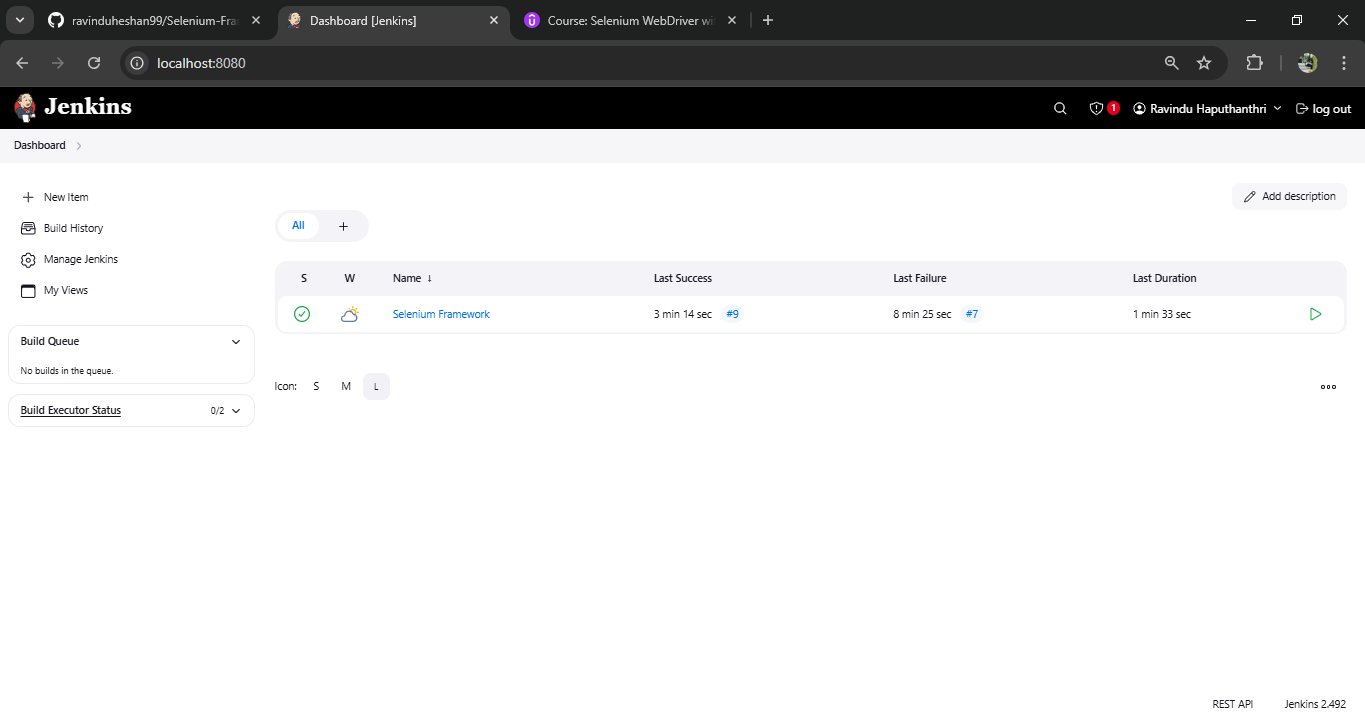 ravinduheshan99/Selenium-Fra
Dashboard [Jenkins]
Course: Selenium WebDriver wi
localhost:8080
Jenkins
1
Ravindu Haputhanthri
log out
Dashboard
New Item
Build History
Manage Jenkins
My Views
Add description
All +
S W Name ↓ Last Success Last Failure Last Duration
Selenium Framework 3 min 14 sec #9 8 min 25 sec #7 1 min 33 sec
Build Queue
No builds in the queue.
Build Executor Status 0/2
Icon: S M L
REST API Jenkins 2.492